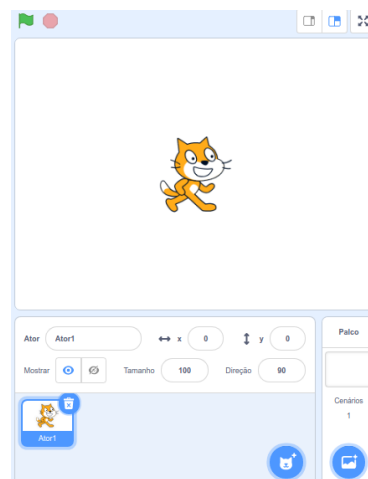 Ator Ator1 x 0 y 0 Palco
Mostrar Tamanho 100 Direção 90
Cenários
1
Ator1